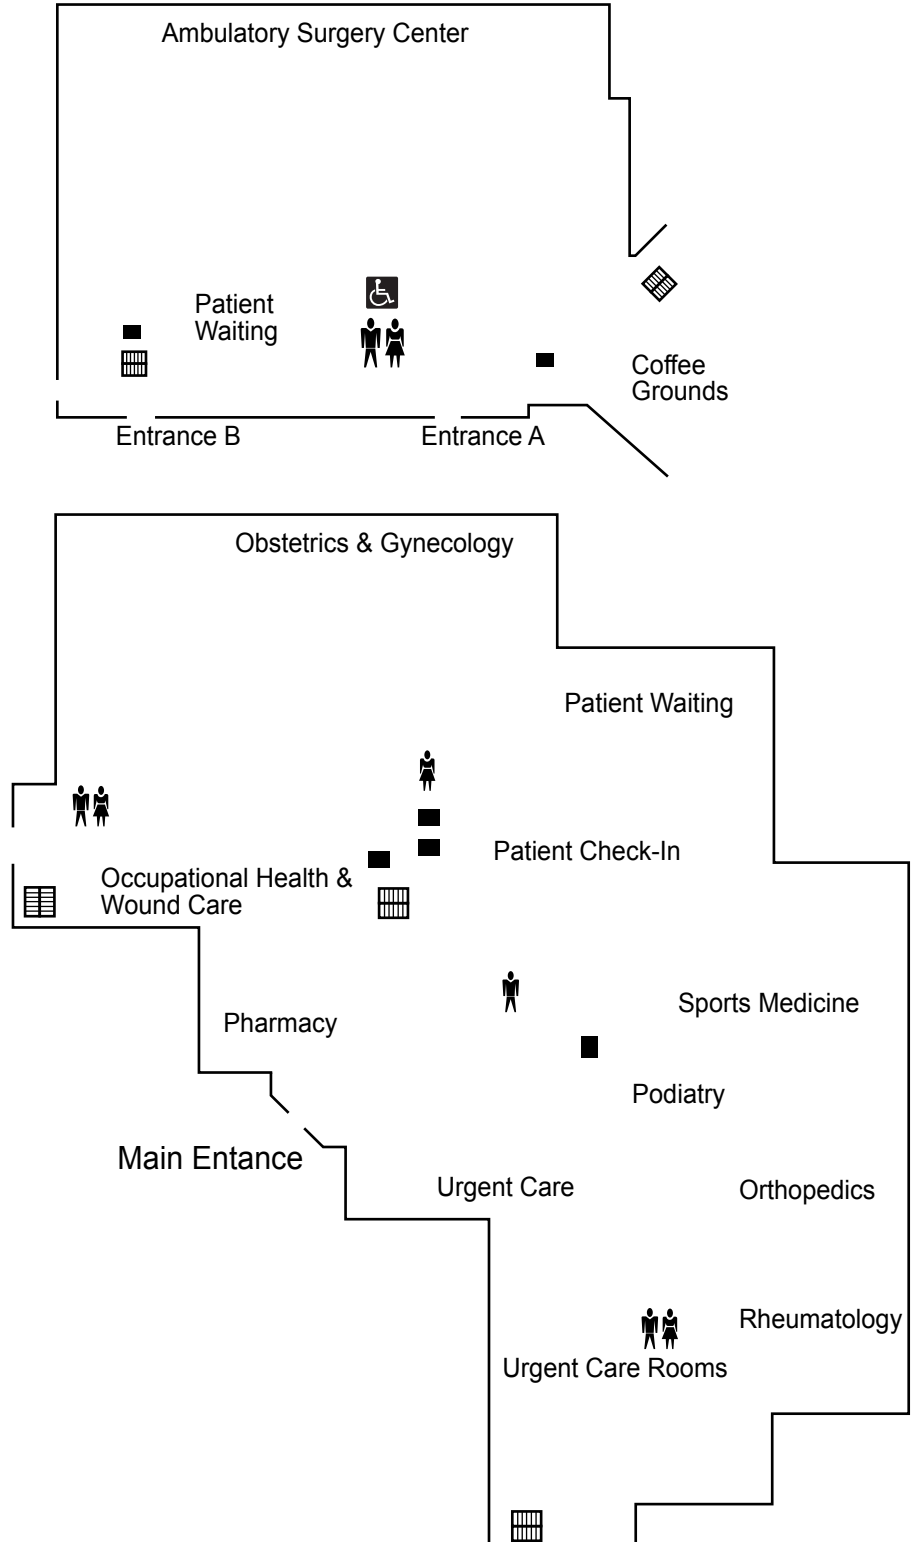 Ambulatory Surgery Center
Patient
Waiting
Coffee
Grounds
Entrance B
Entrance A
Obstetrics & Gynecology
Patient Waiting
Patient Check-In
Occupational Health &
Wound Care
Sports Medicine
Pharmacy
Podiatry
Main Entance
Urgent Care
Orthopedics
Rheumatology
Urgent Care Rooms